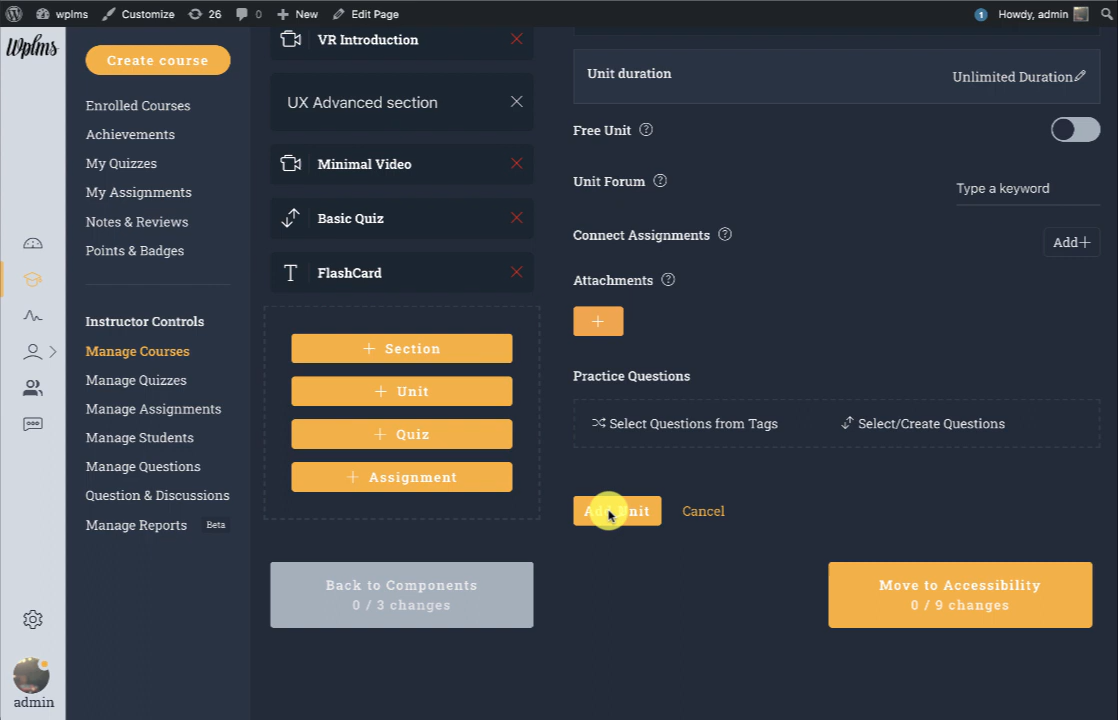 wplms
Customize
26
0
New
Edit Page
1
Howdy, admin
Wplms
Create course
Enrolled Courses
Achievements
My Quizzes
My Assignments
Notes & Reviews
Points & Badges
Instructor Controls
Manage Courses
Manage Quizzes
Manage Assignments
Manage Students
Manage Questions
Question & Discussions
Manage Reports Beta
admin
VR Introduction
UX Advanced section
Minimal Video
Basic Quiz
FlashCard
+ Section
+ Unit
+ Quiz
+ Assignment
Back to Components
0 / 3 changes
Unit duration
Unlimited Duration
Free Unit
Unit Forum
Type a keyword
Connect Assignments
Add+
Attachments
+
Practice Questions
Select Questions from Tags
Select/Create Questions
Add Unit
Cancel
Move to Accessibility
0 / 9 changes